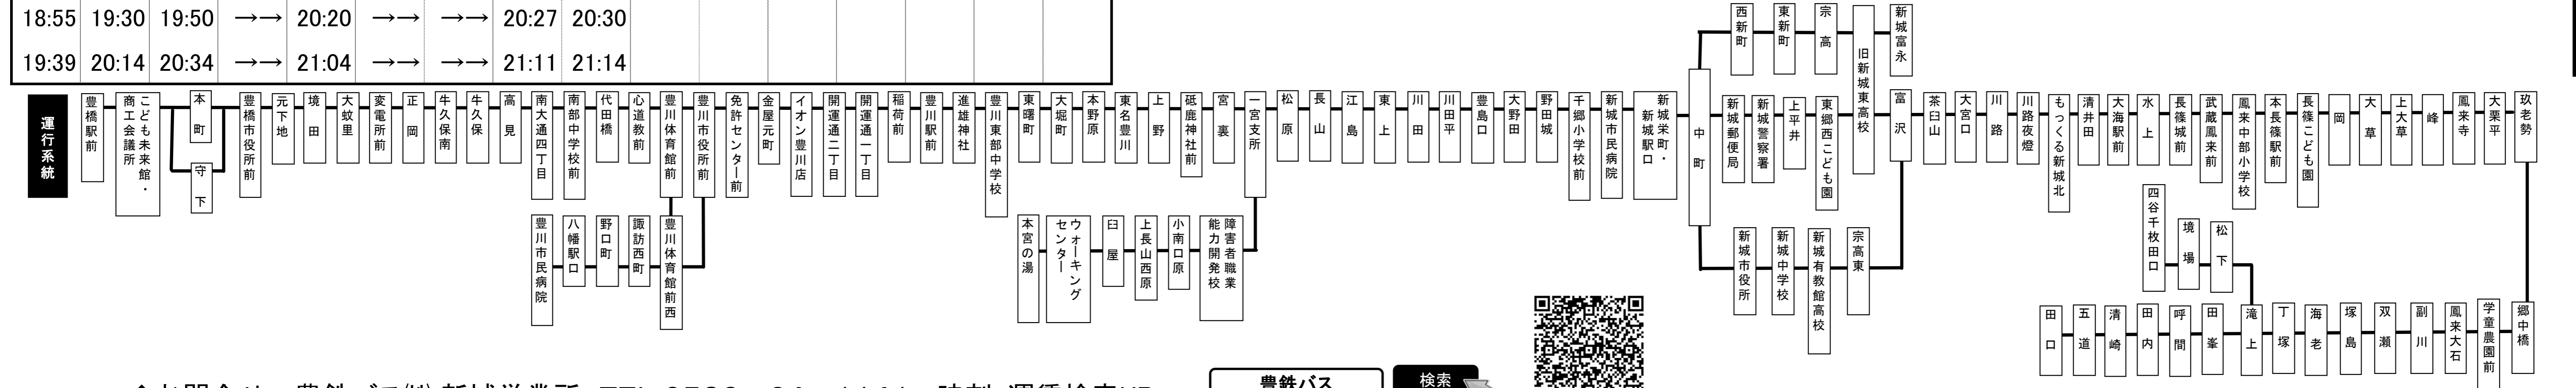 18:55 19:30 19:50 →→ 20:20 →→ →→ 20:27 20:30
19:39 20:14 20:34 →→ 21:04 →→ →→ 21:11 21:14
運行系統
豊橋駅前
こども未来館・
商工会議所
本町
守下
豊橋市役所前
元下地
境田
大蚊里
変電所前
正岡
牛久保南
牛久保
高見
南大通四丁目
南部中学校前
代田橋
心道教前
豊川体育館前
豊川市役所前
免許センター前
金屋元町
イオン豊川店
開運通二丁目
開運通一丁目
稲荷前
豊川駅前
進雄神社
豊川東部中学校
東曙町
大堀町
本野原
東名豊川
上野
砥鹿神社前
宮裏
一宮支所
松原
長山
江島
東上
川田
川田平
豊島口
大野田
野田城
千郷小学校前
新城市民病院
新城栄町・
新城駅口
中町
西新町
東新町
宗高
旧新城東高校
新城富永
新城郵便局
新城警察署
上平井
東郷西こども園
富沢
新城市役所
新城中学校
新城有教館高校
宗高東
茶臼山
大宮口
川路
川路夜燈
もっくる新城北
清井田
大海駅前
水上
長篠城前
武蔵鳳来前
鳳来中部小学校
本長篠駅前
長篠こども園
岡
大草
上大草
峰
鳳来寺
大栗平
玖老勢
豊川市民病院
八幡駅口
野口町
諏訪西町
豊川体育館前西
本宮の湯
ウォーキング
センター
臼屋
上長山西原
小南口原
障害者職業
能力開発校
四谷千枚田口
境場
松下
田口
五道
清崎
田内
呼間
田峯
滝上
丁塚
海老
塚島
双瀬
副川
鳳来大石
学童農園前
郷中橋
豊鉄バス
検索